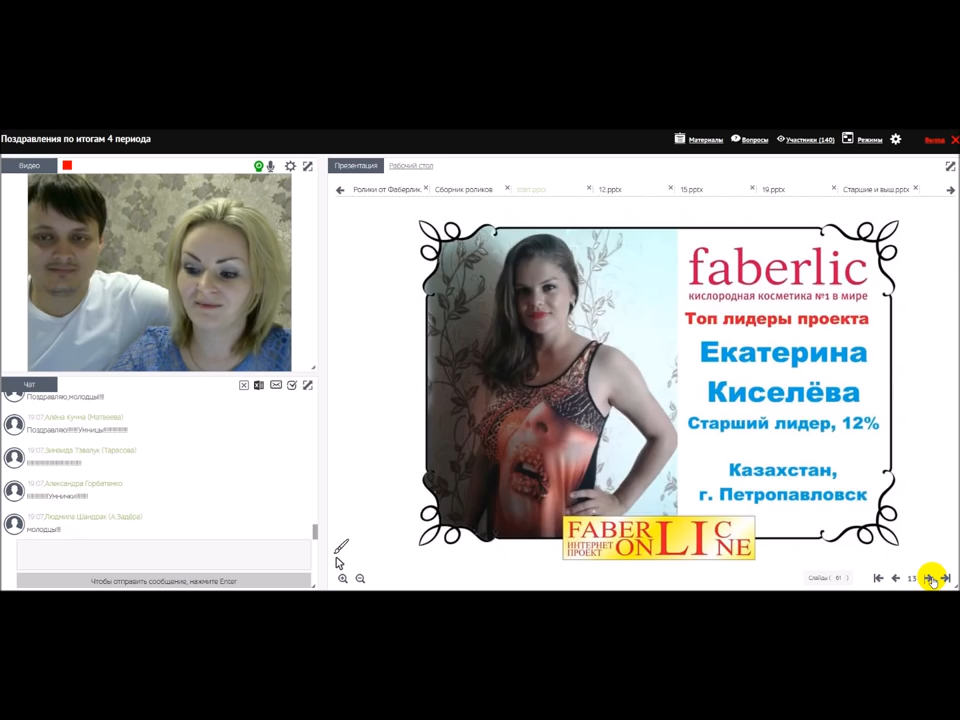 Поздравления по итогам 4 периода
Материалы
Вопросы
Участники (140)
Режимы
Выход
Видео
Презентация
Рабочий стол
Ролики от Фаберлик.
Сборник роликов
12.pptx
15.pptx
19.pptx
Старшие и выш.pptx
faberlic
кислородная косметика №1 в мире
Топ лидеры проекта
Екатерина
Киселёва
Старший лидер, 12%
Казахстан,
г. Петропавловск
FABERLIC
ИНТЕРНЕТ
ПРОЕКТ
ONLINE
Чат
Поздравляю,молодцы!!!!
19:07,Алёна Кучма (Матвеева)
19:07,Зинаида Тэвалук (Тарасова)
19:07,Александра Горбатенко
19:07,Людмила Шандрак (А.Задёра)
молодцы!!!
Чтобы отправить сообщение, нажмите Enter
Слайды ( 61 )
13